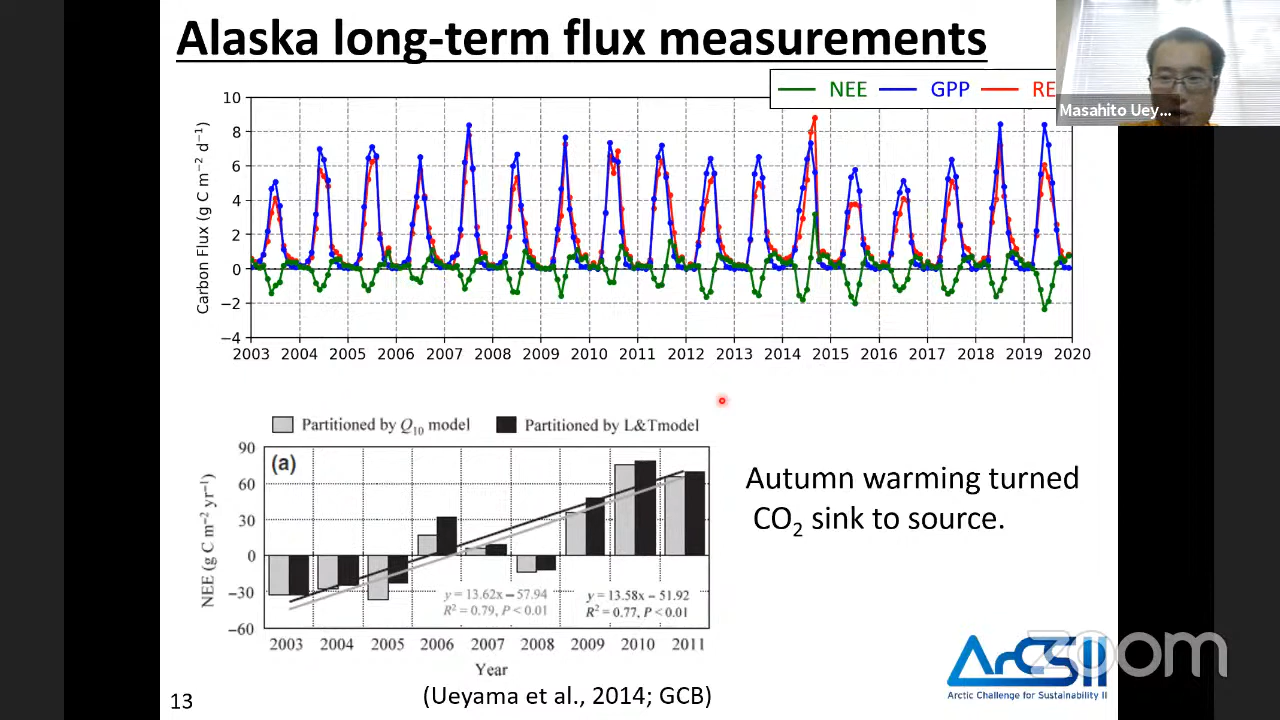 Alaska long-term flux measurements
NEE GPP RE
Masahito Uey...
10
8
6
4
2
0
−2
−4
Carbon Flux (g C m⁻² d⁻¹)
2003 2004 2005 2006 2007 2008 2009 2010 2011 2012 2013 2014 2015 2016 2017 2018 2019 2020
Partitioned by Q₁₀ model Partitioned by L&Tmodel
(a)
90
60
30
0
−30
−60
NEE (g C m⁻² yr⁻¹)
y = 13.62x − 57.94
R² = 0.79, P < 0.01
y = 13.58x − 51.92
R² = 0.77, P < 0.01
2003 2004 2005 2006 2007 2008 2009 2010 2011
Year
Autumn warming turned
CO₂ sink to source.
(Ueyama et al., 2014; GCB)
13
ArCS II
Arctic Challenge for Sustainability II
zoom